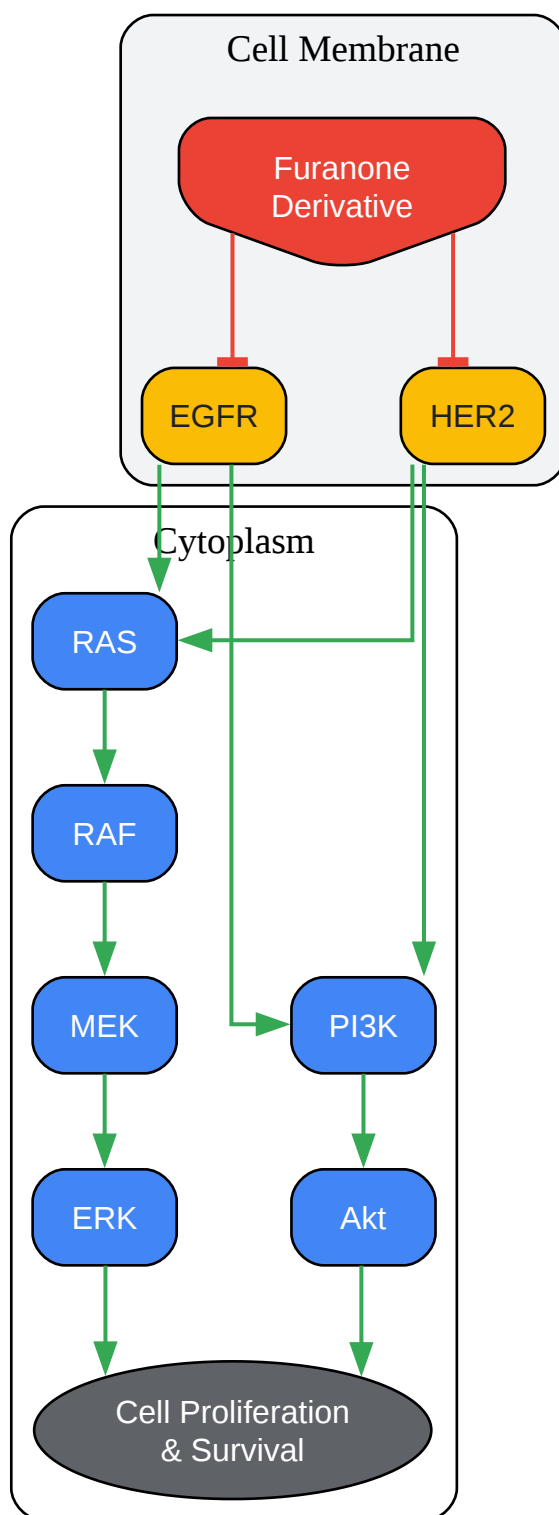 Cell Membrane
Furanone
Derivative
EGFR
HER2
Cytoplasm
RAS
RAF
MEK
PI3K
ERK
Akt
Cell Proliferation
& Survival